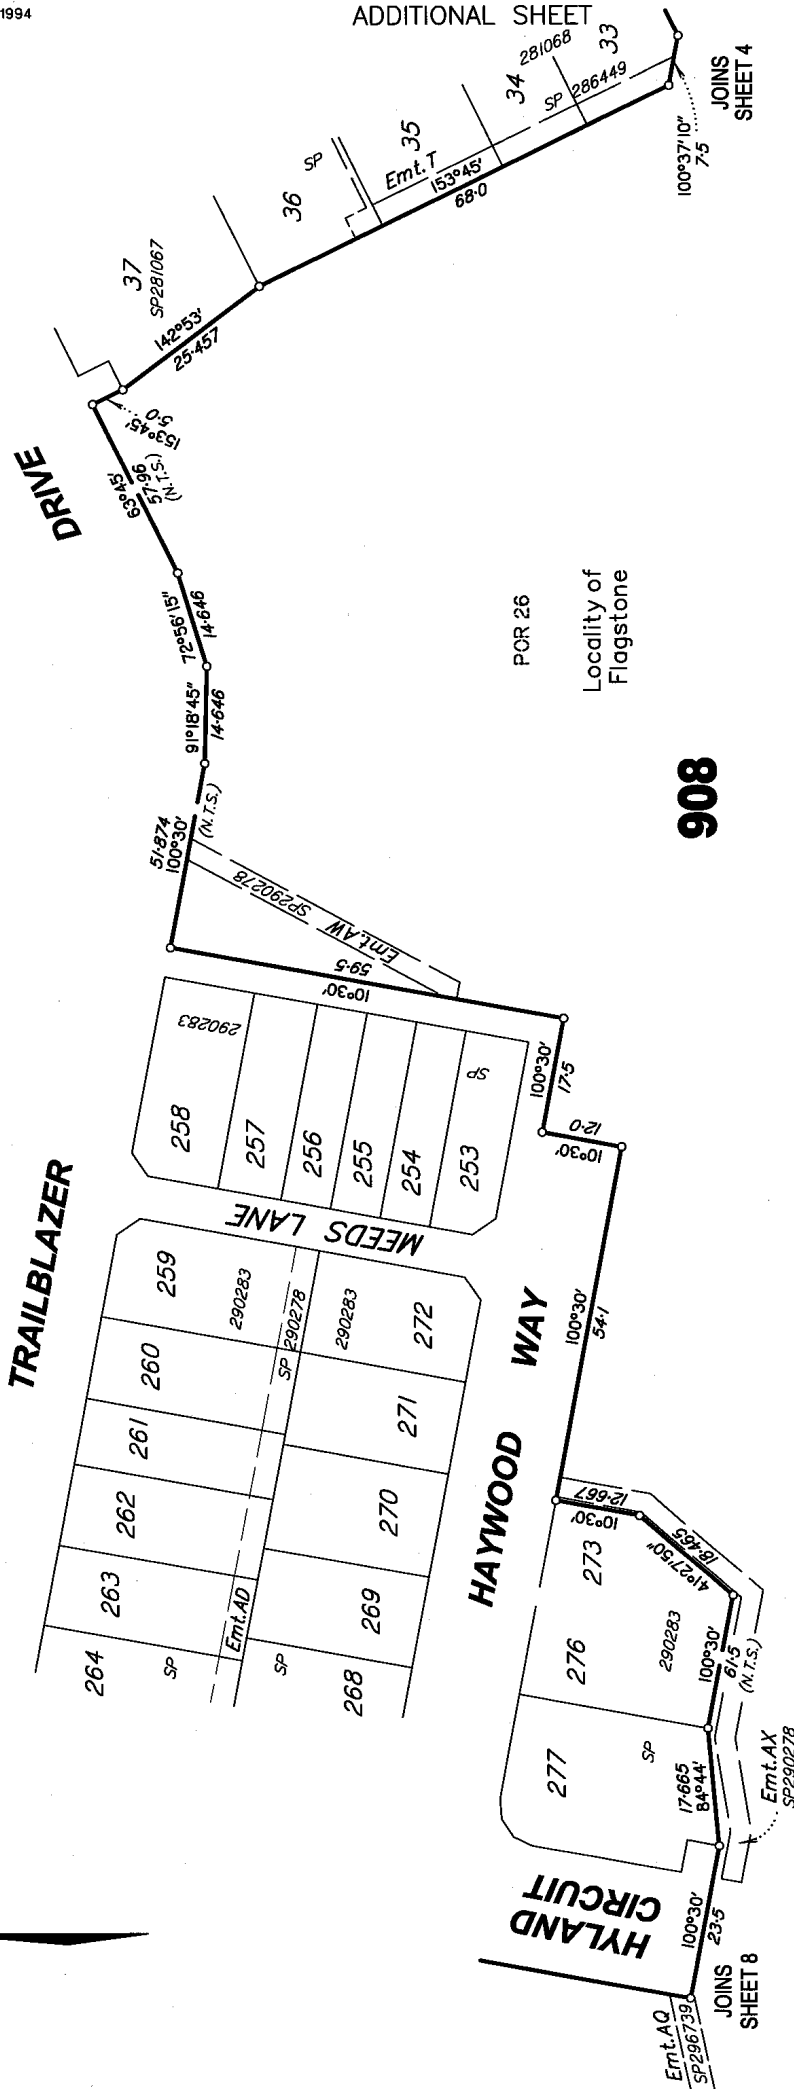 1994
ADDITIONAL SHEET
33
281068
34
SP 286449
JOINS
SHEET 4
100°37'10"
7·5
35
SP
Emt.T
153°45'
68·0
36
37
SP281067
142°53'
25·457
153°45'
5·0
DRIVE
63°45'
57·96
(N.T.S.)
72°56'15"
14·646
91°18'45"
14·646
POR 26
Locality of
Flagstone
908
51·874
100°30'
(N.T.S.)
SP290278
Emt.AW
59·5
10°30'
290283
258
257
256
255
254
253
SP
100°30'
17·5
12·0
10°30'
TRAILBLAZER
MEEDS LANE
259
290283
SP 290278
290283
272
260
261
262
263
264
SP
Emt.AD
SP
271
270
269
268
HAYWOOD WAY
100°30'
54·1
12·667
10°30'
18·465
41°27'50"
273
276
290283
100°30'
61·5
(N.T.S.)
277
SP
17·665
84°44'
Emt.AX
SP290278
HYLAND
CIRCUIT
100°30'
23·5
JOINS
SHEET 8
Emt.AQ
SP296739